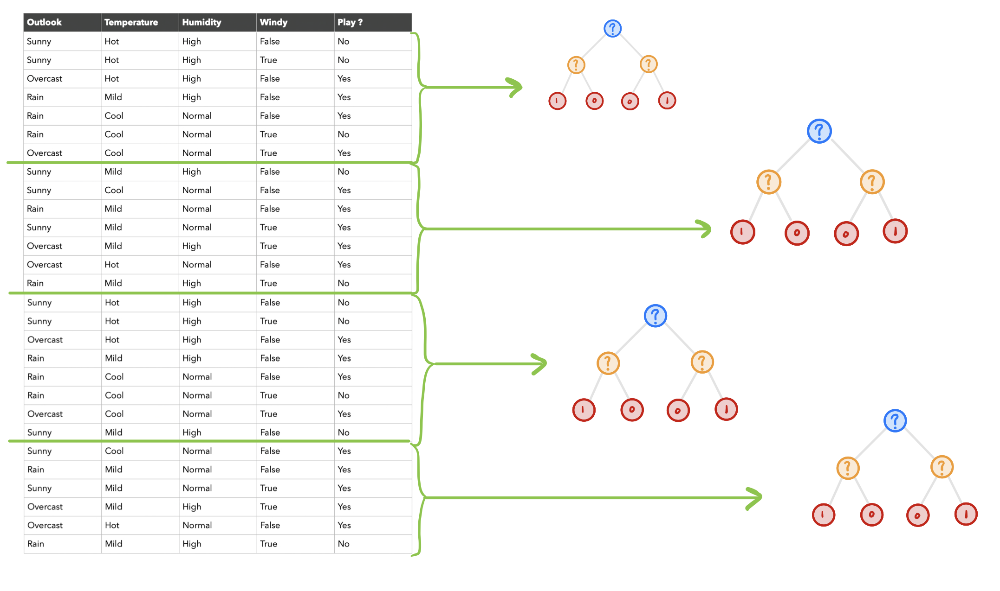 Outlook Temperature Humidity Windy Play ?
Sunny Hot High False No
Sunny Hot High True No
Overcast Hot High False Yes
Rain Mild High False Yes
Rain Cool Normal False Yes
Rain Cool Normal True No
Overcast Cool Normal True Yes
Sunny Mild High False No
Sunny Cool Normal False Yes
Rain Mild Normal False Yes
Sunny Mild Normal True Yes
Overcast Mild High True Yes
Overcast Hot Normal False Yes
Rain Mild High True No
Sunny Hot High False No
Sunny Hot High True No
Overcast Hot High False Yes
Rain Mild High False Yes
Rain Cool Normal False Yes
Rain Cool Normal True No
Overcast Cool Normal True Yes
Sunny Mild High False No
Sunny Cool Normal False Yes
Rain Mild Normal False Yes
Sunny Mild Normal True Yes
Overcast Mild High True Yes
Overcast Hot Normal False Yes
Rain Mild High True No
?
? ?
1 0 0 1
?
? ?
1 0 0 1
?
? ?
1 0 0 1
?
? ?
1 0 0 1